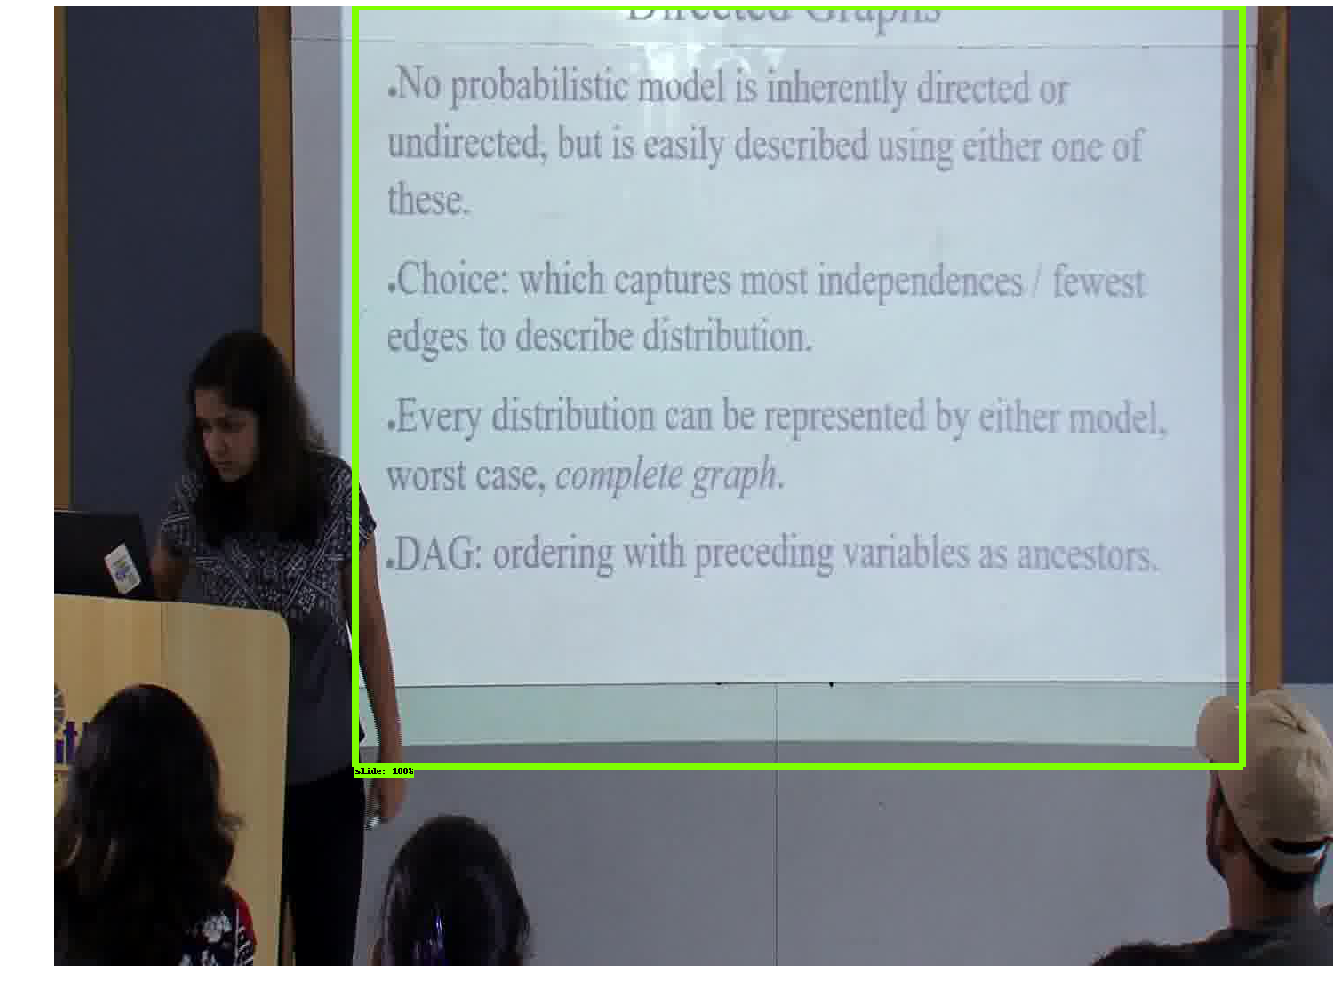 Directed Graphs
.No probabilistic model is inherently directed or
undirected, but is easily described using either one of
these.
.Choice: which captures most independences / fewest
edges to describe distribution.
.Every distribution can be represented by either model,
worst case, complete graph.
.DAG: ordering with preceding variables as ancestors.
slide: 100%